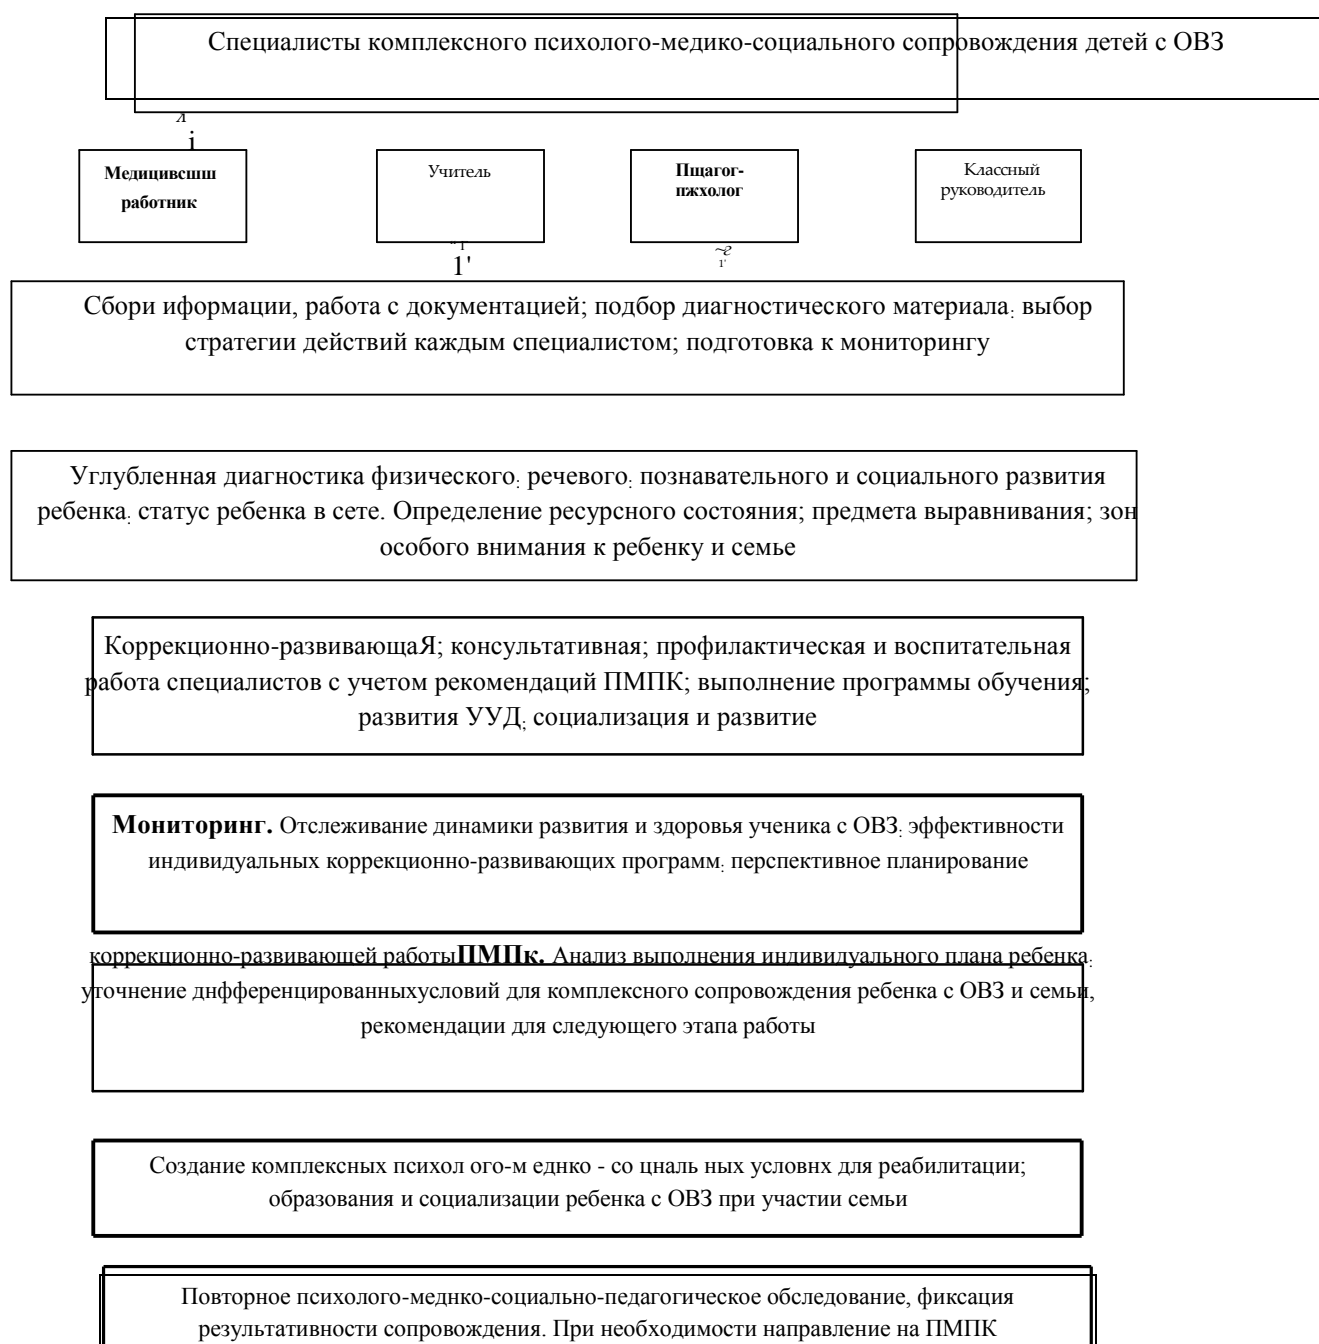 Специалисты комплексного психолого-медико-социального сопровождения детей с ОВЗ
i
Медицивсшш
работник
Учитель
Пщагог-
пжхолог
Классный
руководитель
1'
Сбори иформации, работа с документацией; подбор диагностического материала: выбор
стратегии действий каждым специалистом; подготовка к мониторингу
Углубленная диагностика физического: речевого: познавательного и социального развития
ребенка: статус ребенка в сете. Определение ресурсного состояния; предмета выравнивания; зон
особого внимания к ребенку и семье
Коррекционно-развивающаЯ; консультативная; профилактическая и воспитательная
работа специалистов с учетом рекомендаций ПМПК; выполнение программы обучения;
развития УУД; социализация и развитие
Мониторинг. Отслеживание динамики развития и здоровья ученика с ОВЗ: эффективности
индивидуальных коррекционно-развивающих программ: перспективное планирование
коррекционно-развивающей работыПМПк. Анализ выполнения индивидуального плана ребенка:
уточнение днфференцированныхусловий для комплексного сопровождения ребенка с ОВЗ и семьи,
рекомендации для следующего этапа работы
Создание комплексных психол ого-м еднко - со цналь ных условнх для реабилитации;
образования и социализации ребенка с ОВЗ при участии семьи
Повторное психолого-меднко-социально-педагогическое обследование, фиксация
результативности сопровождения. При необходимости направление на ПМПК